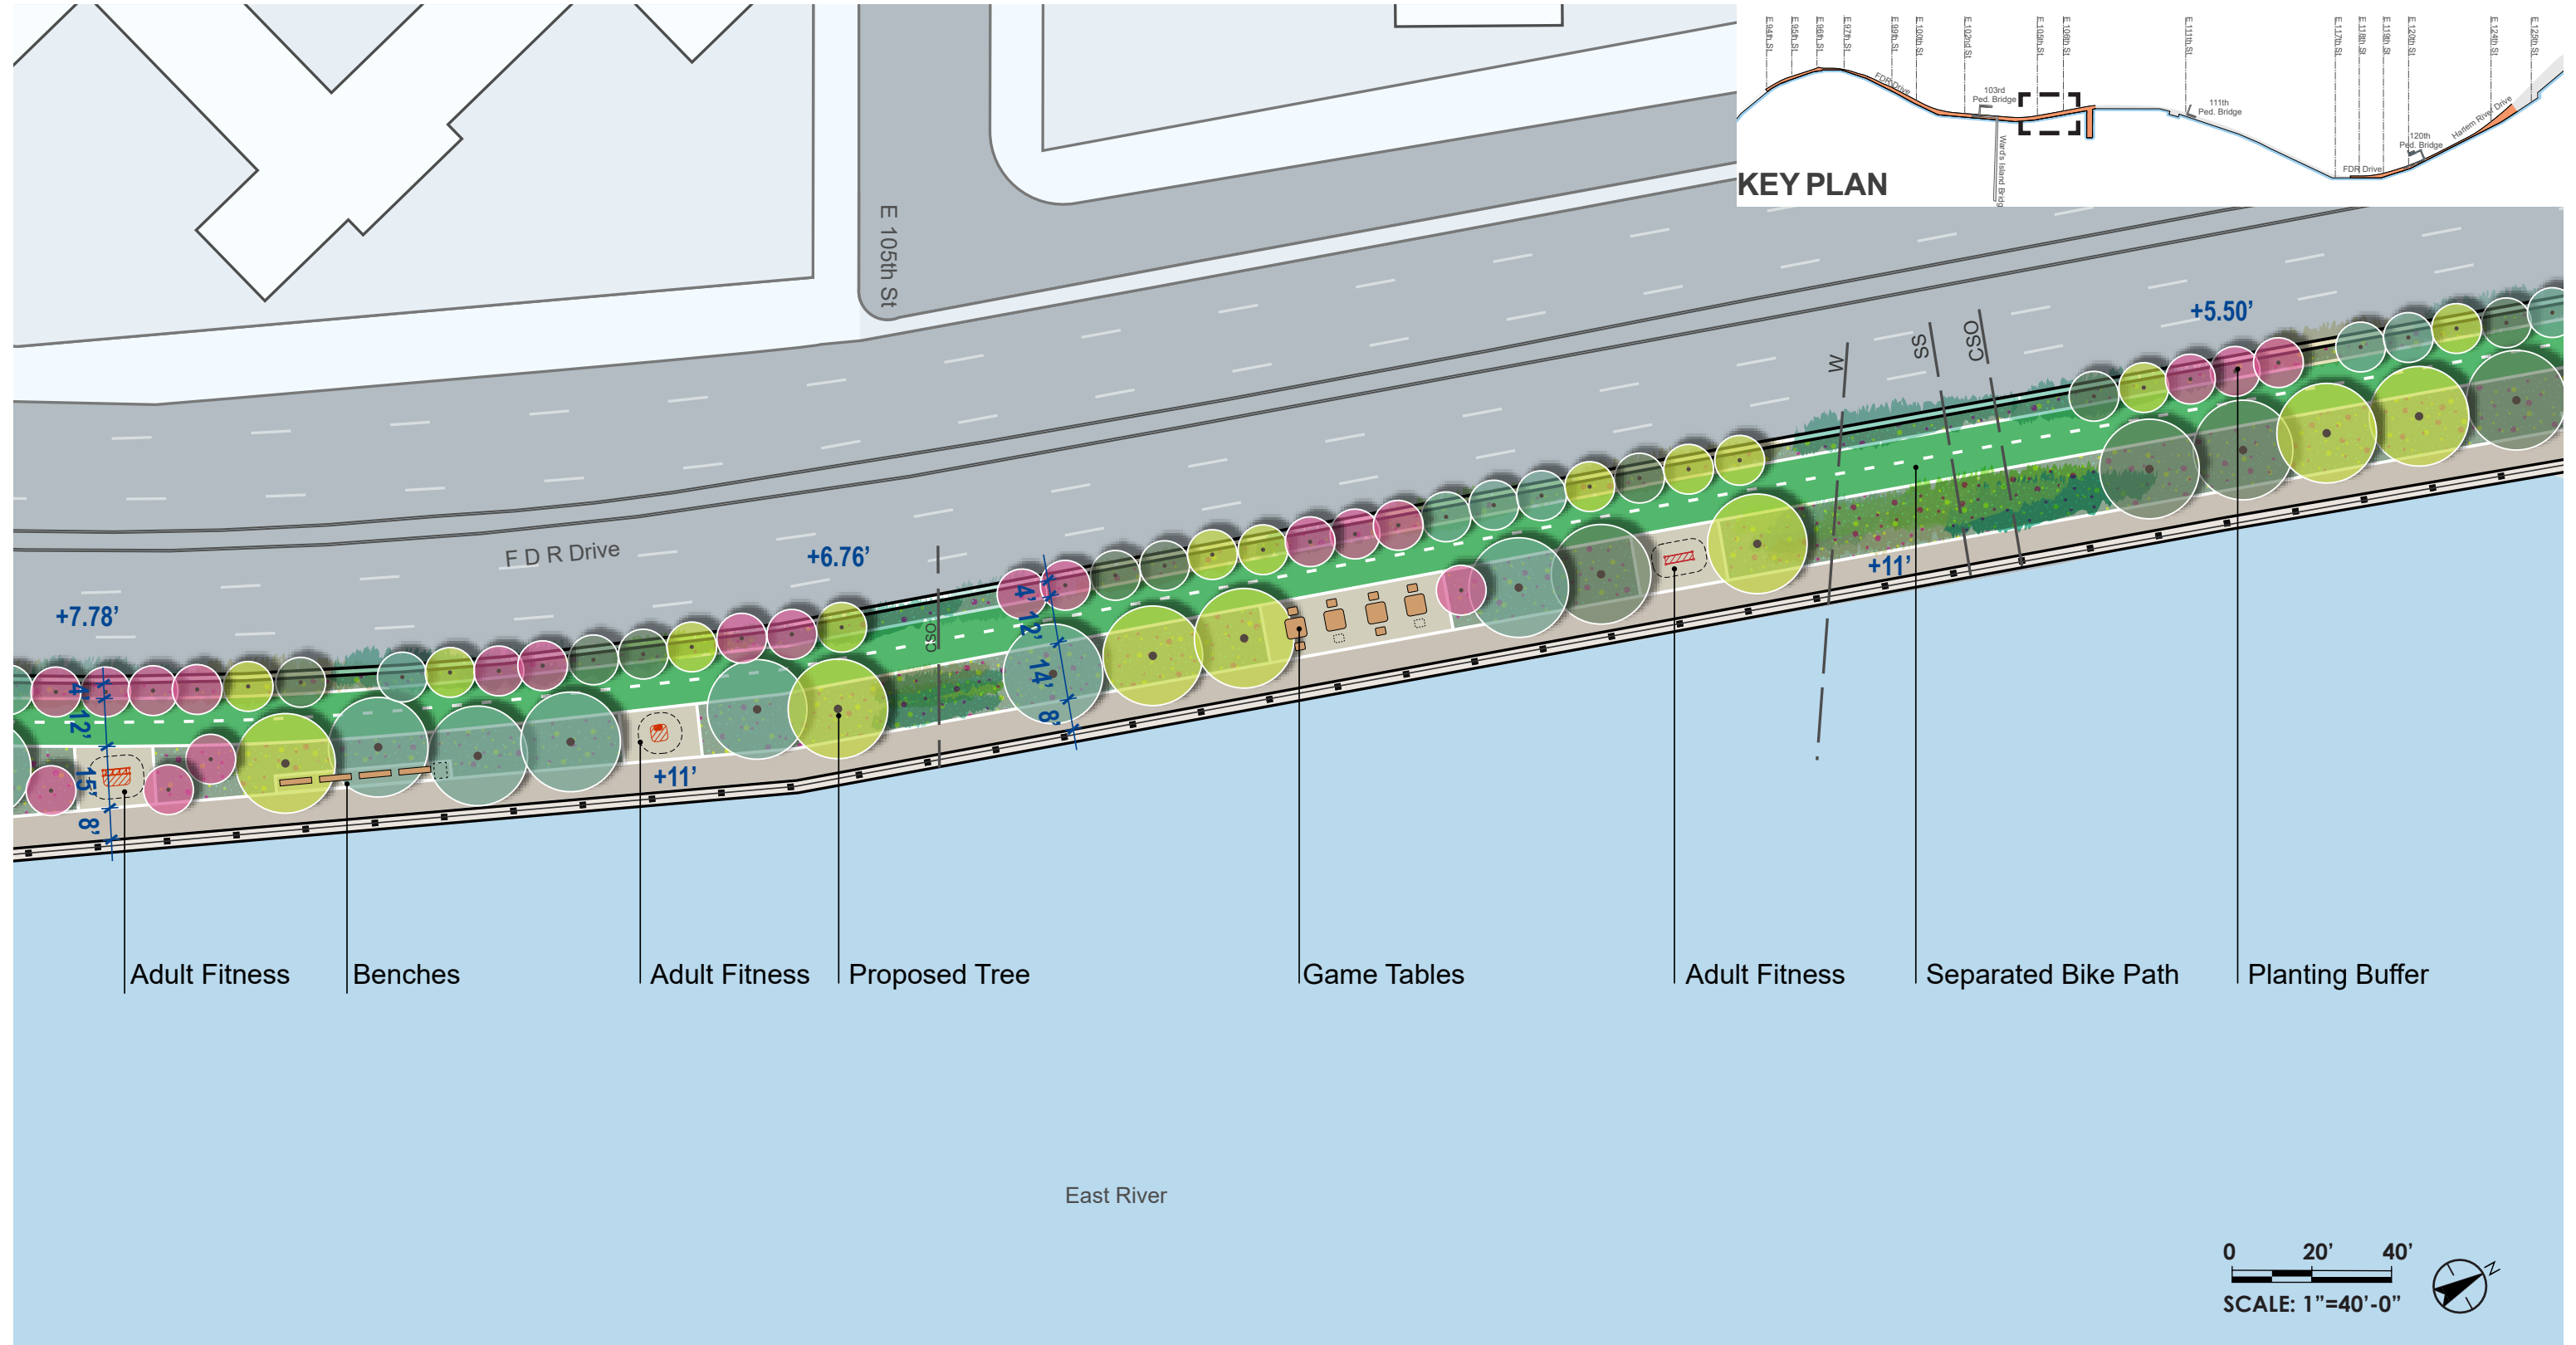 E 94th St.
E 95th St.
E 96th St.
E 97th St.
E 99th St.
E 100th St.
E 102nd St.
E 105th St.
E 106th St.
E 111th St.
E 117th St.
E 118th St
E 119th St.
E 120th St.
E 124th St.
E 125th St.
FDR Drive
103rd
Ped. Bridge
111th
Ped. Bridge
Harlem River Drive
120th
Ped. Bridge
FDR Drive
KEY PLAN
E 105th St
+5.50’
CSO
SS
W
F D R Drive
+6.76’
+7.78’
4’
12’
14’
8’
CSO
+11’
4’
12’
15’
8’
+11’
Adult Fitness
Benches
Adult Fitness
Proposed Tree
Game Tables
Adult Fitness
Separated Bike Path
Planting Buffer
East River
0 20’ 40’
SCALE: 1”=40’-0”
N